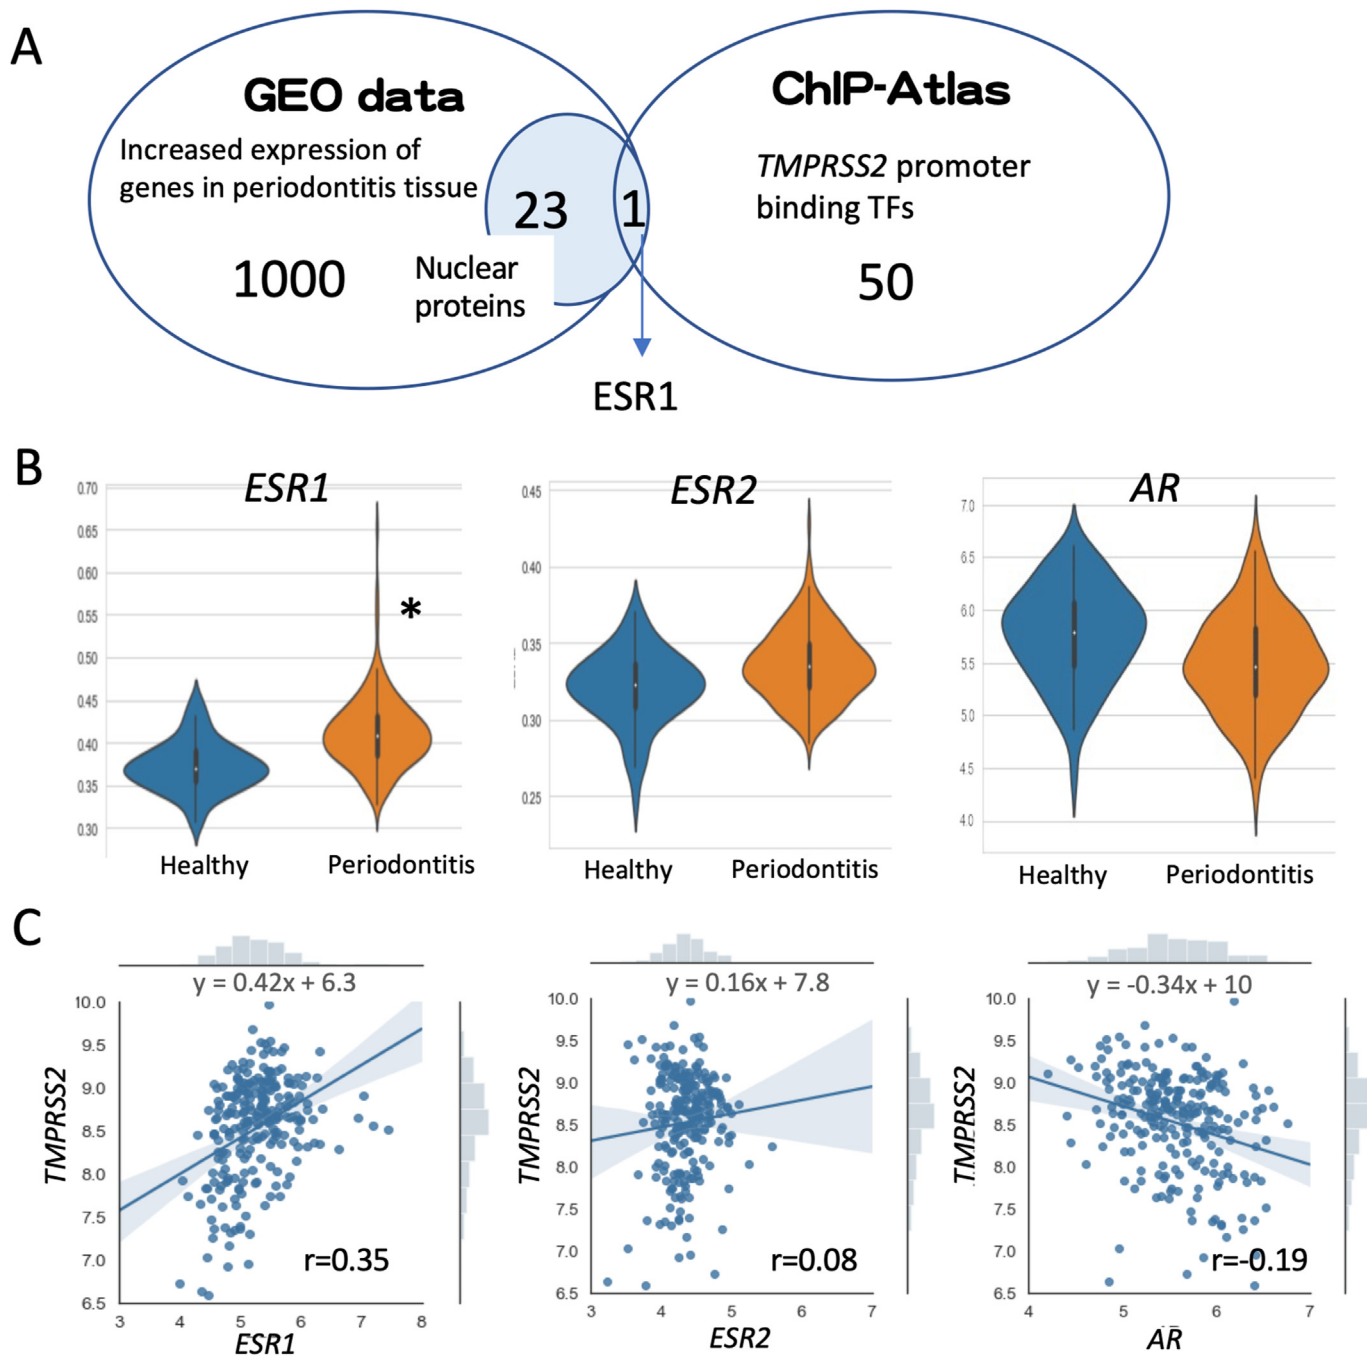 A
GEO data
Increased expression of
genes in periodontitis tissue
1000
Nuclear
proteins
23
1
ESR1
ChIP-Atlas
TMPRSS2 promoter
binding TFs
50
B
ESR1
0.70
0.65
0.60
0.55
0.50
0.45
0.40
0.35
0.30
*
Healthy
Periodontitis
ESR2
0.45
0.40
0.35
0.30
0.25
Healthy
Periodontitis
AR
7.0
6.5
6.0
5.5
5.0
4.5
4.0
Healthy
Periodontitis
C
y = 0.42x + 6.3
TMPRSS2
10.0
9.5
9.0
8.5
8.0
7.5
7.0
6.5
r=0.35
3 4 5 6 7 8
ESR1
y = 0.16x + 7.8
TMPRSS2
10.0
9.5
9.0
8.5
8.0
7.5
7.0
6.5
r=0.08
3 4 5 6 7
ESR2
y = -0.34x + 10
TMPRSS2
10.0
9.5
9.0
8.5
8.0
7.5
7.0
6.5
r=-0.19
4 5 6 7
AR